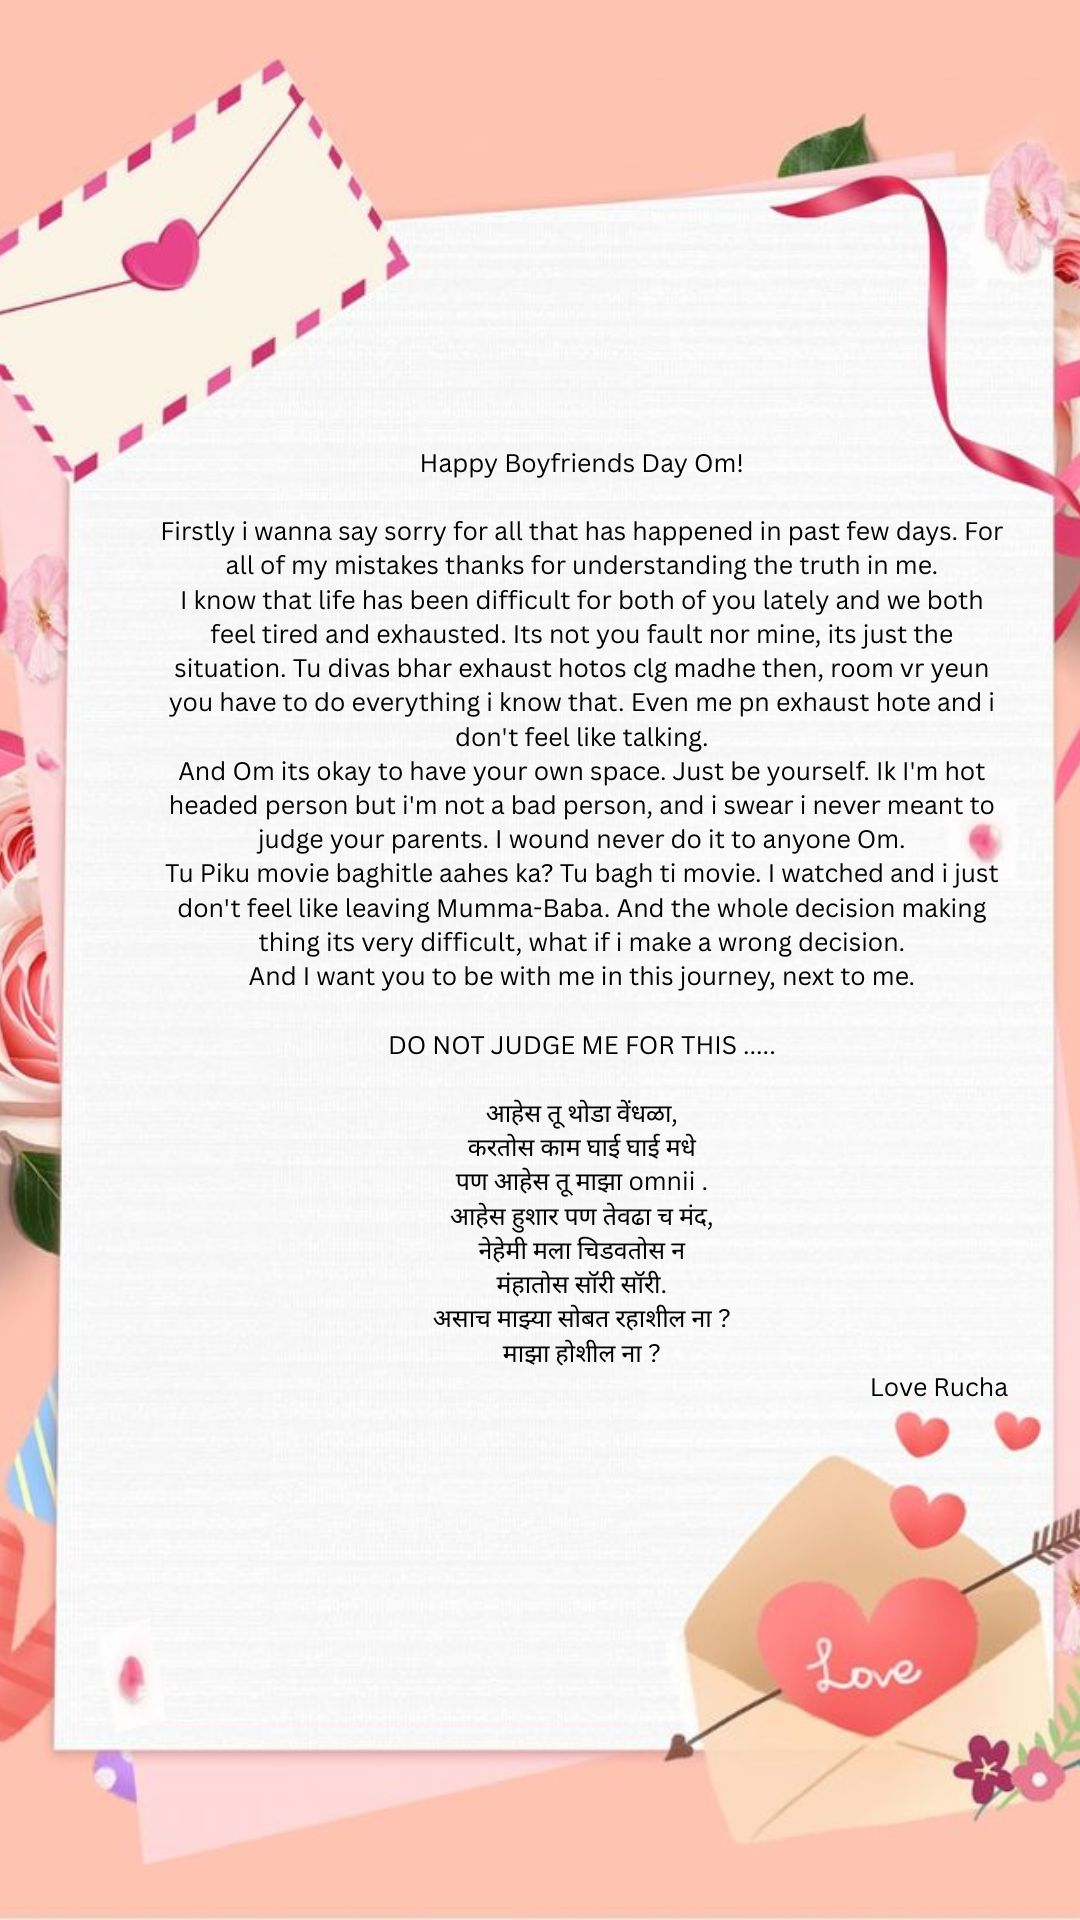 Happy Boyfriends Day Om!
Firstly i wanna say sorry for all that has happened in past few days. For
all of my mistakes thanks for understanding the truth in me.
I know that life has been difficult for both of you lately and we both
feel tired and exhausted. Its not you fault nor mine, its just the
situation. Tu divas bhar exhaust hotos clg madhe then, room vr yeun
you have to do everything i know that. Even me pn exhaust hote and i
don't feel like talking.
And Om its okay to have your own space. Just be yourself. Ik I'm hot
headed person but i'm not a bad person, and i swear i never meant to
judge your parents. I wound never do it to anyone Om.
Tu Piku movie baghitle aahes ka? Tu bagh ti movie. I watched and i just
don't feel like leaving Mumma-Baba. And the whole decision making
thing its very difficult, what if i make a wrong decision.
And I want you to be with me in this journey, next to me.
DO NOT JUDGE ME FOR THIS .....
आहेस तू थोडा वेंधळा,
करतोस काम घाई घाई मधे
पण आहेस तू माझा omnii .
आहेस हुशार पण तेवढा च मंद,
नेहेमी मला चिडवतोस न
मंहातोस सॉरी सॉरी.
असाच माझ्या सोबत रहाशील ना ?
माझा होशील ना ?
Love Rucha
Love